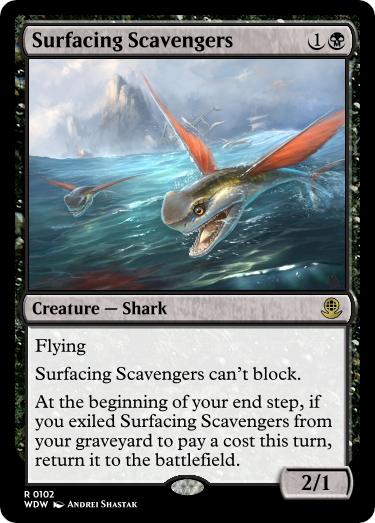 Surfacing Scavengers 1
Creature — Shark
Flying
Surfacing Scavengers can't block.
At the beginning of your end step, if
you exiled Surfacing Scavengers from
your graveyard to pay a cost this turn,
return it to the battlefield.
2/1
R 0102
WDW Andrei Shastak